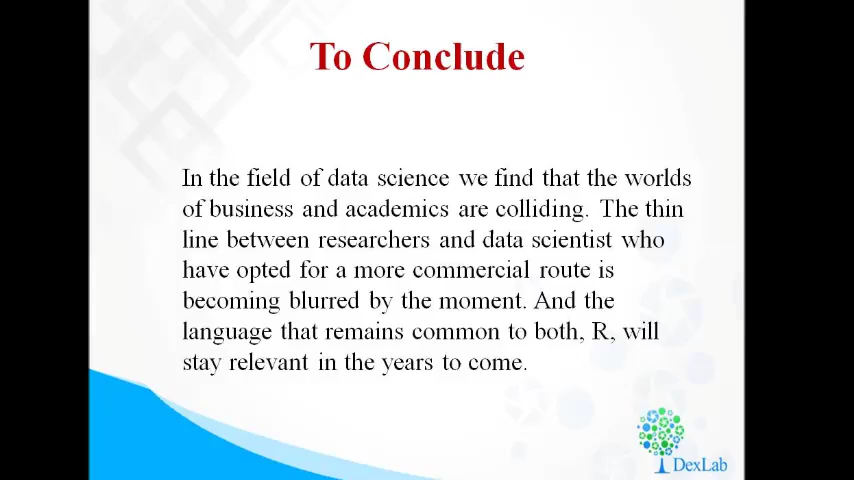 To Conclude
In the field of data science we find that the worlds
of business and academics are colliding. The thin
line between researchers and data scientist who
have opted for a more commercial route is
becoming blurred by the moment. And the
language that remains common to both, R, will
stay relevant in the years to come.
DexLab